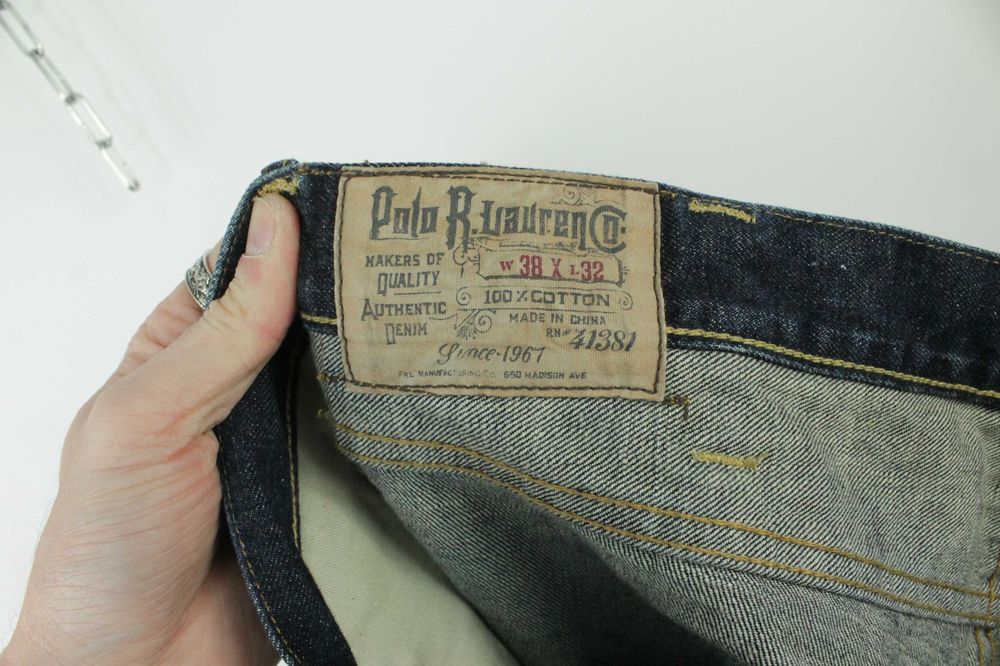 Polo R. Lauren Co:
MAKERS OF
QUALITY
W 38 X L 32
AUTHENTIC
DENIM
100% COTTON
MADE IN CHINA
RN# 41381
Since-1967
PRL MANUFACTURING Co. 650 MADISON AVE